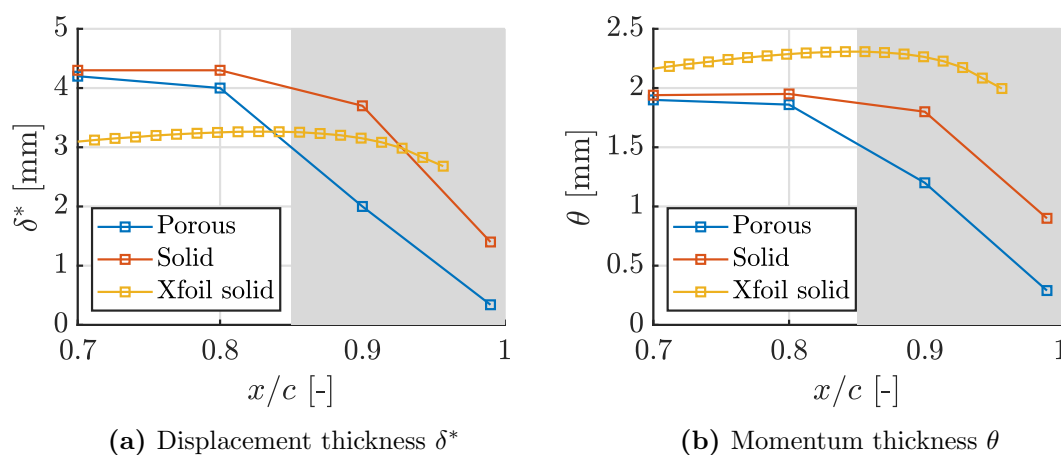 5
4
3
2
1
0
δ* [mm]
Porous
Solid
Xfoil solid
0.7
0.8
0.9
1
x/c [-]
(a) Displacement thickness δ*
2.5
2
1.5
1
0.5
0
θ [mm]
Porous
Solid
Xfoil solid
0.7
0.8
0.9
1
x/c [-]
(b) Momentum thickness θ